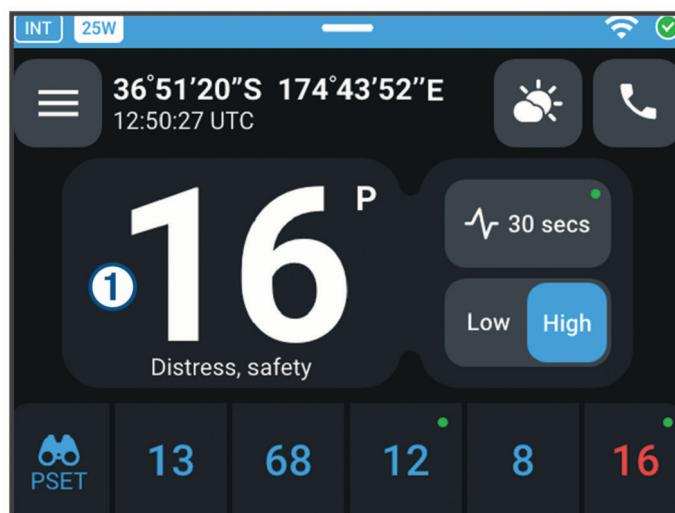 INT 25W
36°51'20"S 174°43'52"E
12:50:27 UTC
16 P
1
Distress, safety
30 secs
Low High
PSET 13 68 12 8 16